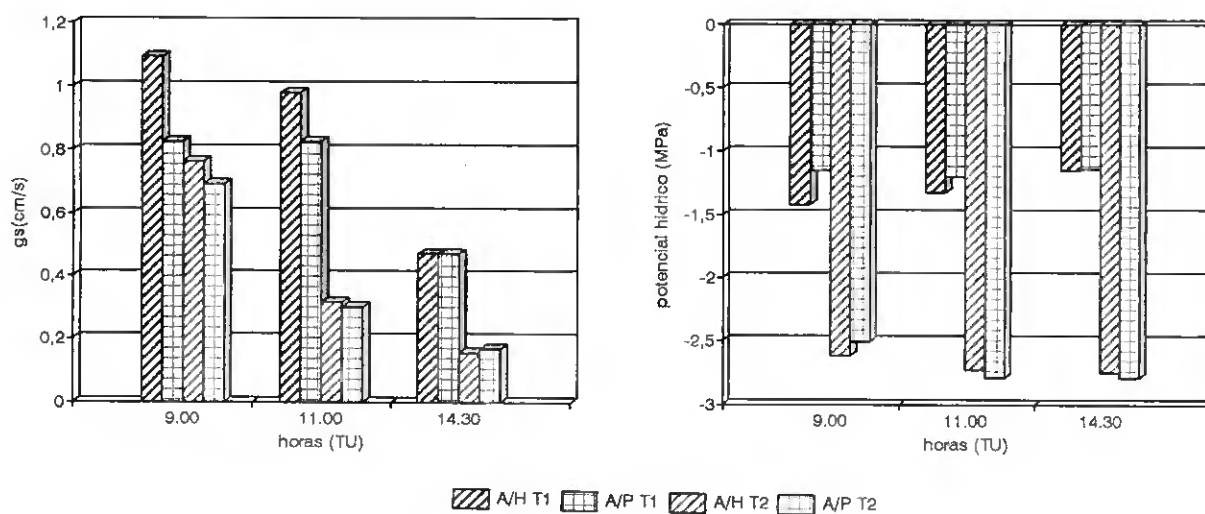 1,2
1
0,8
0,6
0,4
0,2
0
gs(cm/s)
9.00 11.00 14.30
horas (TU)
0
-0,5
-1
-1,5
-2
-2,5
-3
potencial hídrico (MPa)
9.00 11.00 14.30
horas (TU)
A/H T1 A/P T1 A/H T2 A/P T2